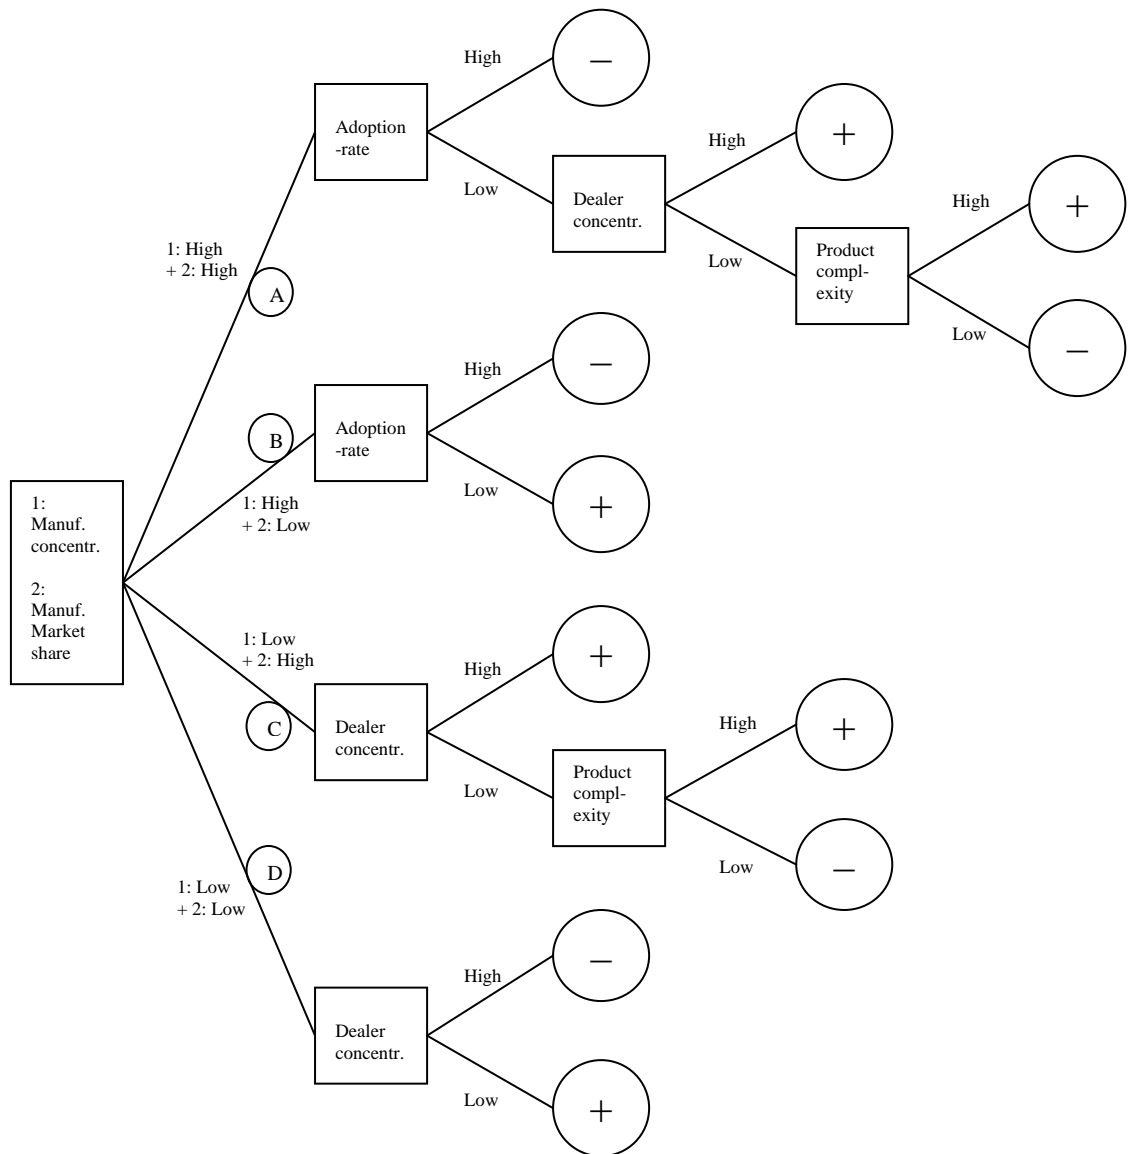 High
−
Adoption
-rate
High
+
Low
Dealer
concentr.
High
+
1: High
+ 2: High
A
Low
Product
compl-
exity
Low
−
High
−
B
Adoption
-rate
Low
+
1: High
+ 2: Low
1:
Manuf.
concentr.
2:
Manuf.
Market
share
1: Low
+ 2: High
C
High
+
Dealer
concentr.
High
+
Low
Product
compl-
exity
Low
−
D
1: Low
+ 2: Low
High
−
Dealer
concentr.
Low
+